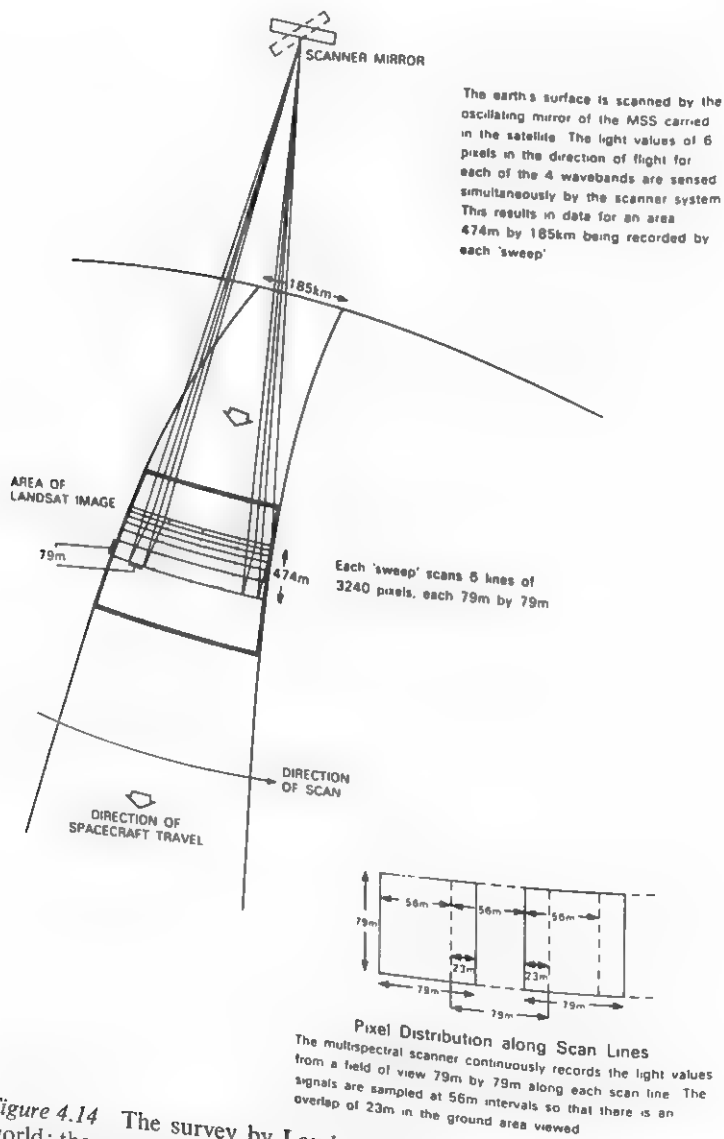 SCANNER MIRROR
The earth's surface is scanned by the
oscillating mirror of the MSS carried
in the satellite The light values of 6
pixels in the direction of flight for
each of the 4 wavebands are sensed
simultaneously by the scanner system
This results in data for an area
474m by 185km being recorded by
each 'sweep'
185km
AREA OF
LANDSAT IMAGE
79m
474m
Each 'sweep' scans 6 lines of
3240 pixels, each 79m by 79m
DIRECTION
OF SCAN
DIRECTION OF
SPACECRAFT TRAVEL
56m 56m 56m
79m
23m 23m
79m 79m
79m
Pixel Distribution along Scan Lines
The multispectral scanner continuously records the light values
from a field of view 79m by 79m along each scan line. The
signals are sampled at 56m intervals so that there is an
overlap of 23m in the ground area viewed
Figure 4.14 The survey by
world; the